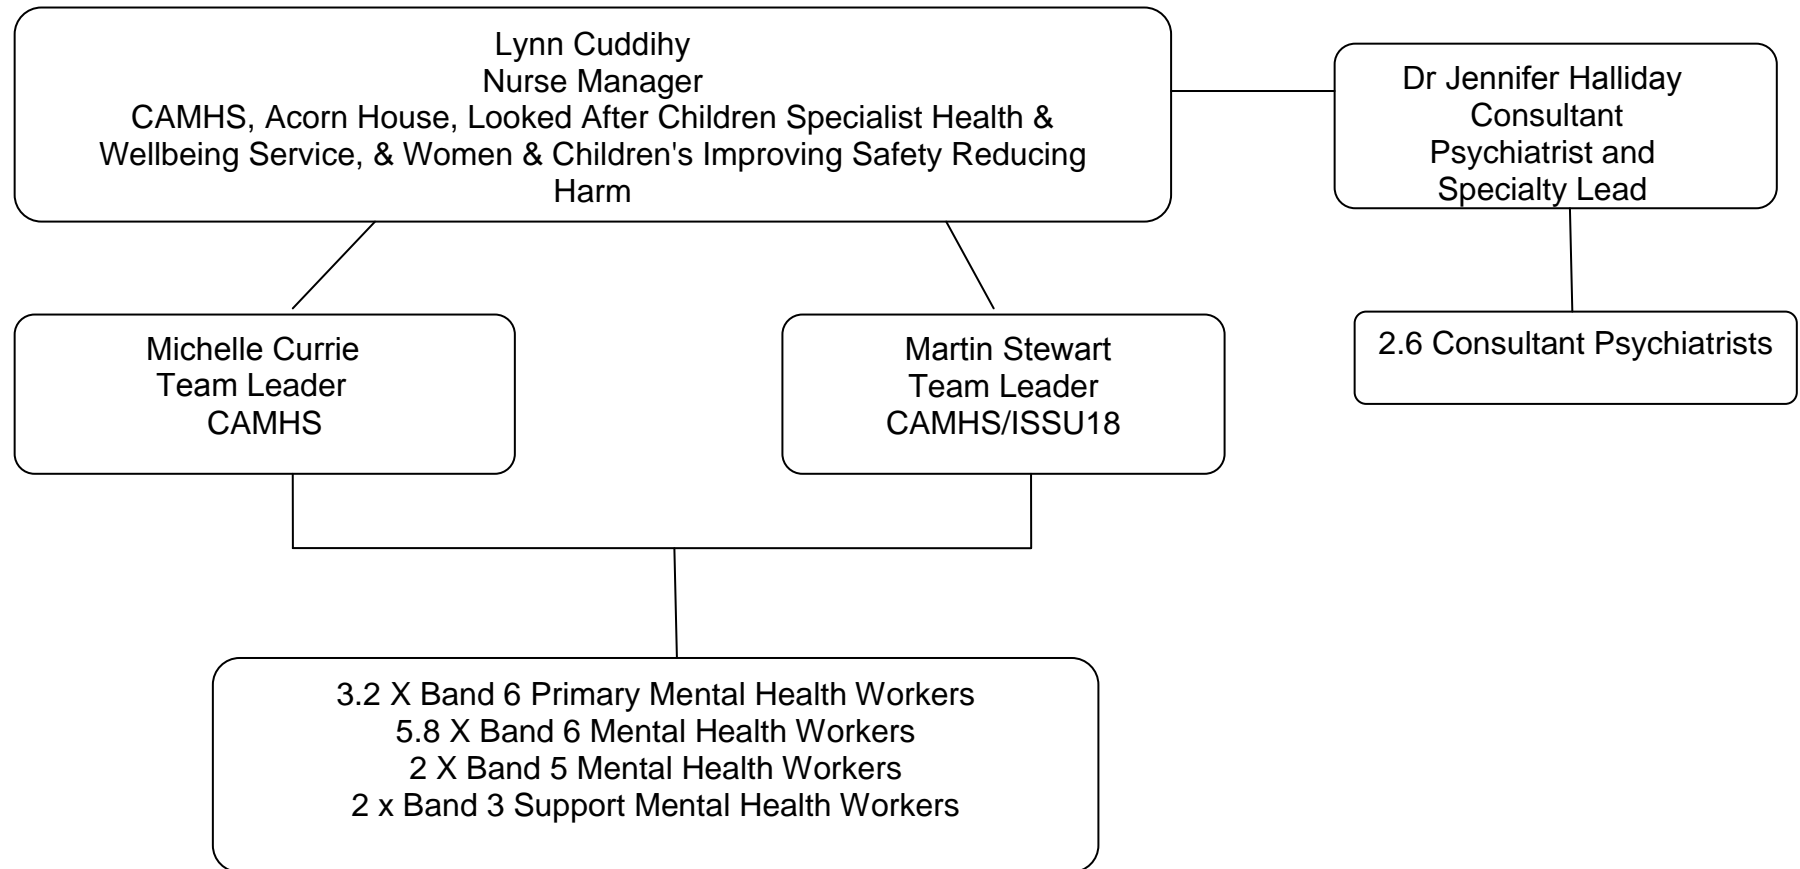 Lynn Cuddihy
Nurse Manager
CAMHS, Acorn House, Looked After Children Specialist Health &
Wellbeing Service, & Women & Children's Improving Safety Reducing
Harm
Dr Jennifer Halliday
Consultant
Psychiatrist and
Specialty Lead
Michelle Currie
Team Leader
CAMHS
Martin Stewart
Team Leader
CAMHS/ISSU18
2.6 Consultant Psychiatrists
3.2 X Band 6 Primary Mental Health Workers
5.8 X Band 6 Mental Health Workers
2 X Band 5 Mental Health Workers
2 x Band 3 Support Mental Health Workers